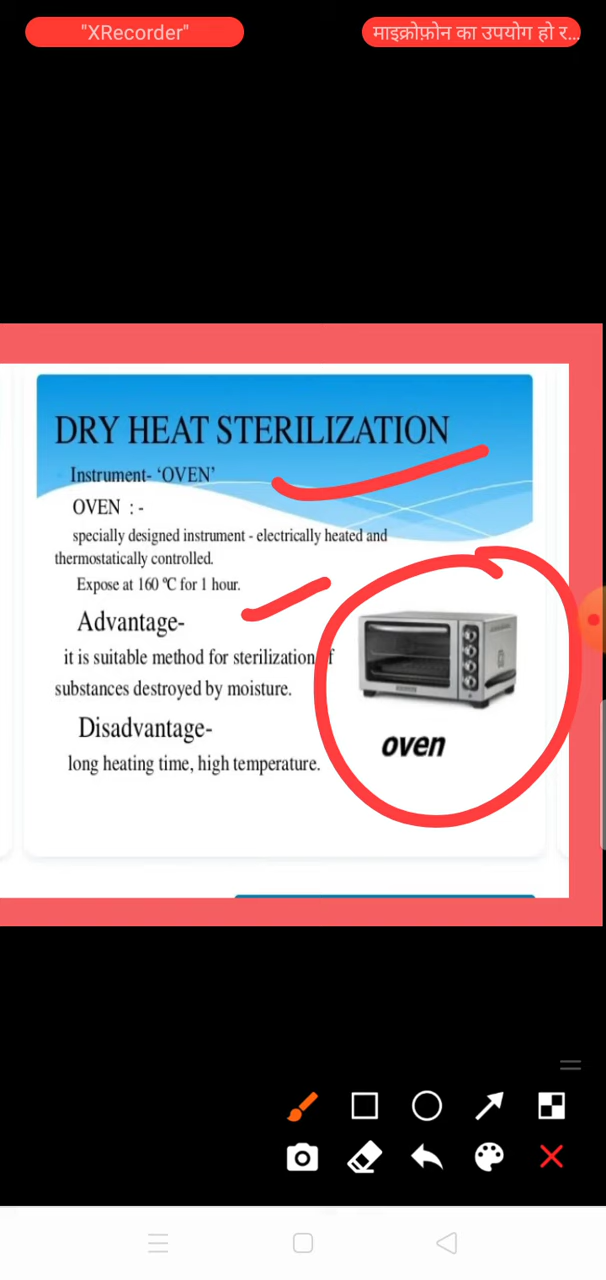 "XRecorder"
माइक्रोफ़ोन का उपयोग हो र...
DRY HEAT STERILIZATION
Instrument- ‘OVEN’
OVEN : -
specially designed instrument - electrically heated and
thermostatically controlled.
Expose at 160 ℃ for 1 hour.
Advantage-
it is suitable method for sterilization of
substances destroyed by moisture.
Disadvantage-
long heating time, high temperature.
oven